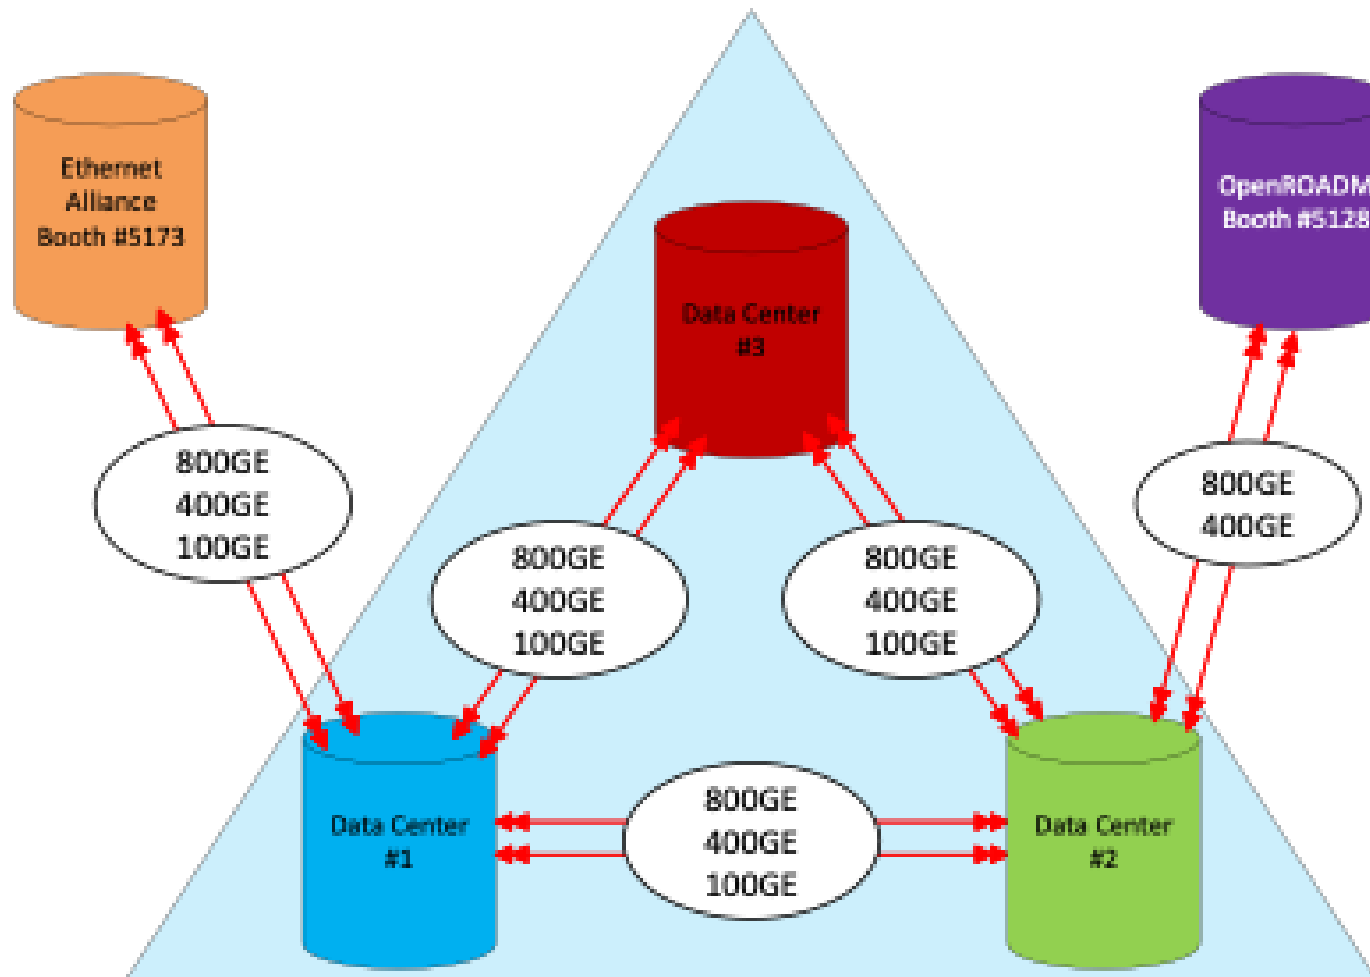 Ethernet
Alliance
Booth #5173
OpenROADM
Booth #5128
Data Center
#3
800GE
400GE
100GE
800GE
400GE
800GE
400GE
100GE
800GE
400GE
100GE
Data Center
#1
800GE
400GE
100GE
Data Center
#2